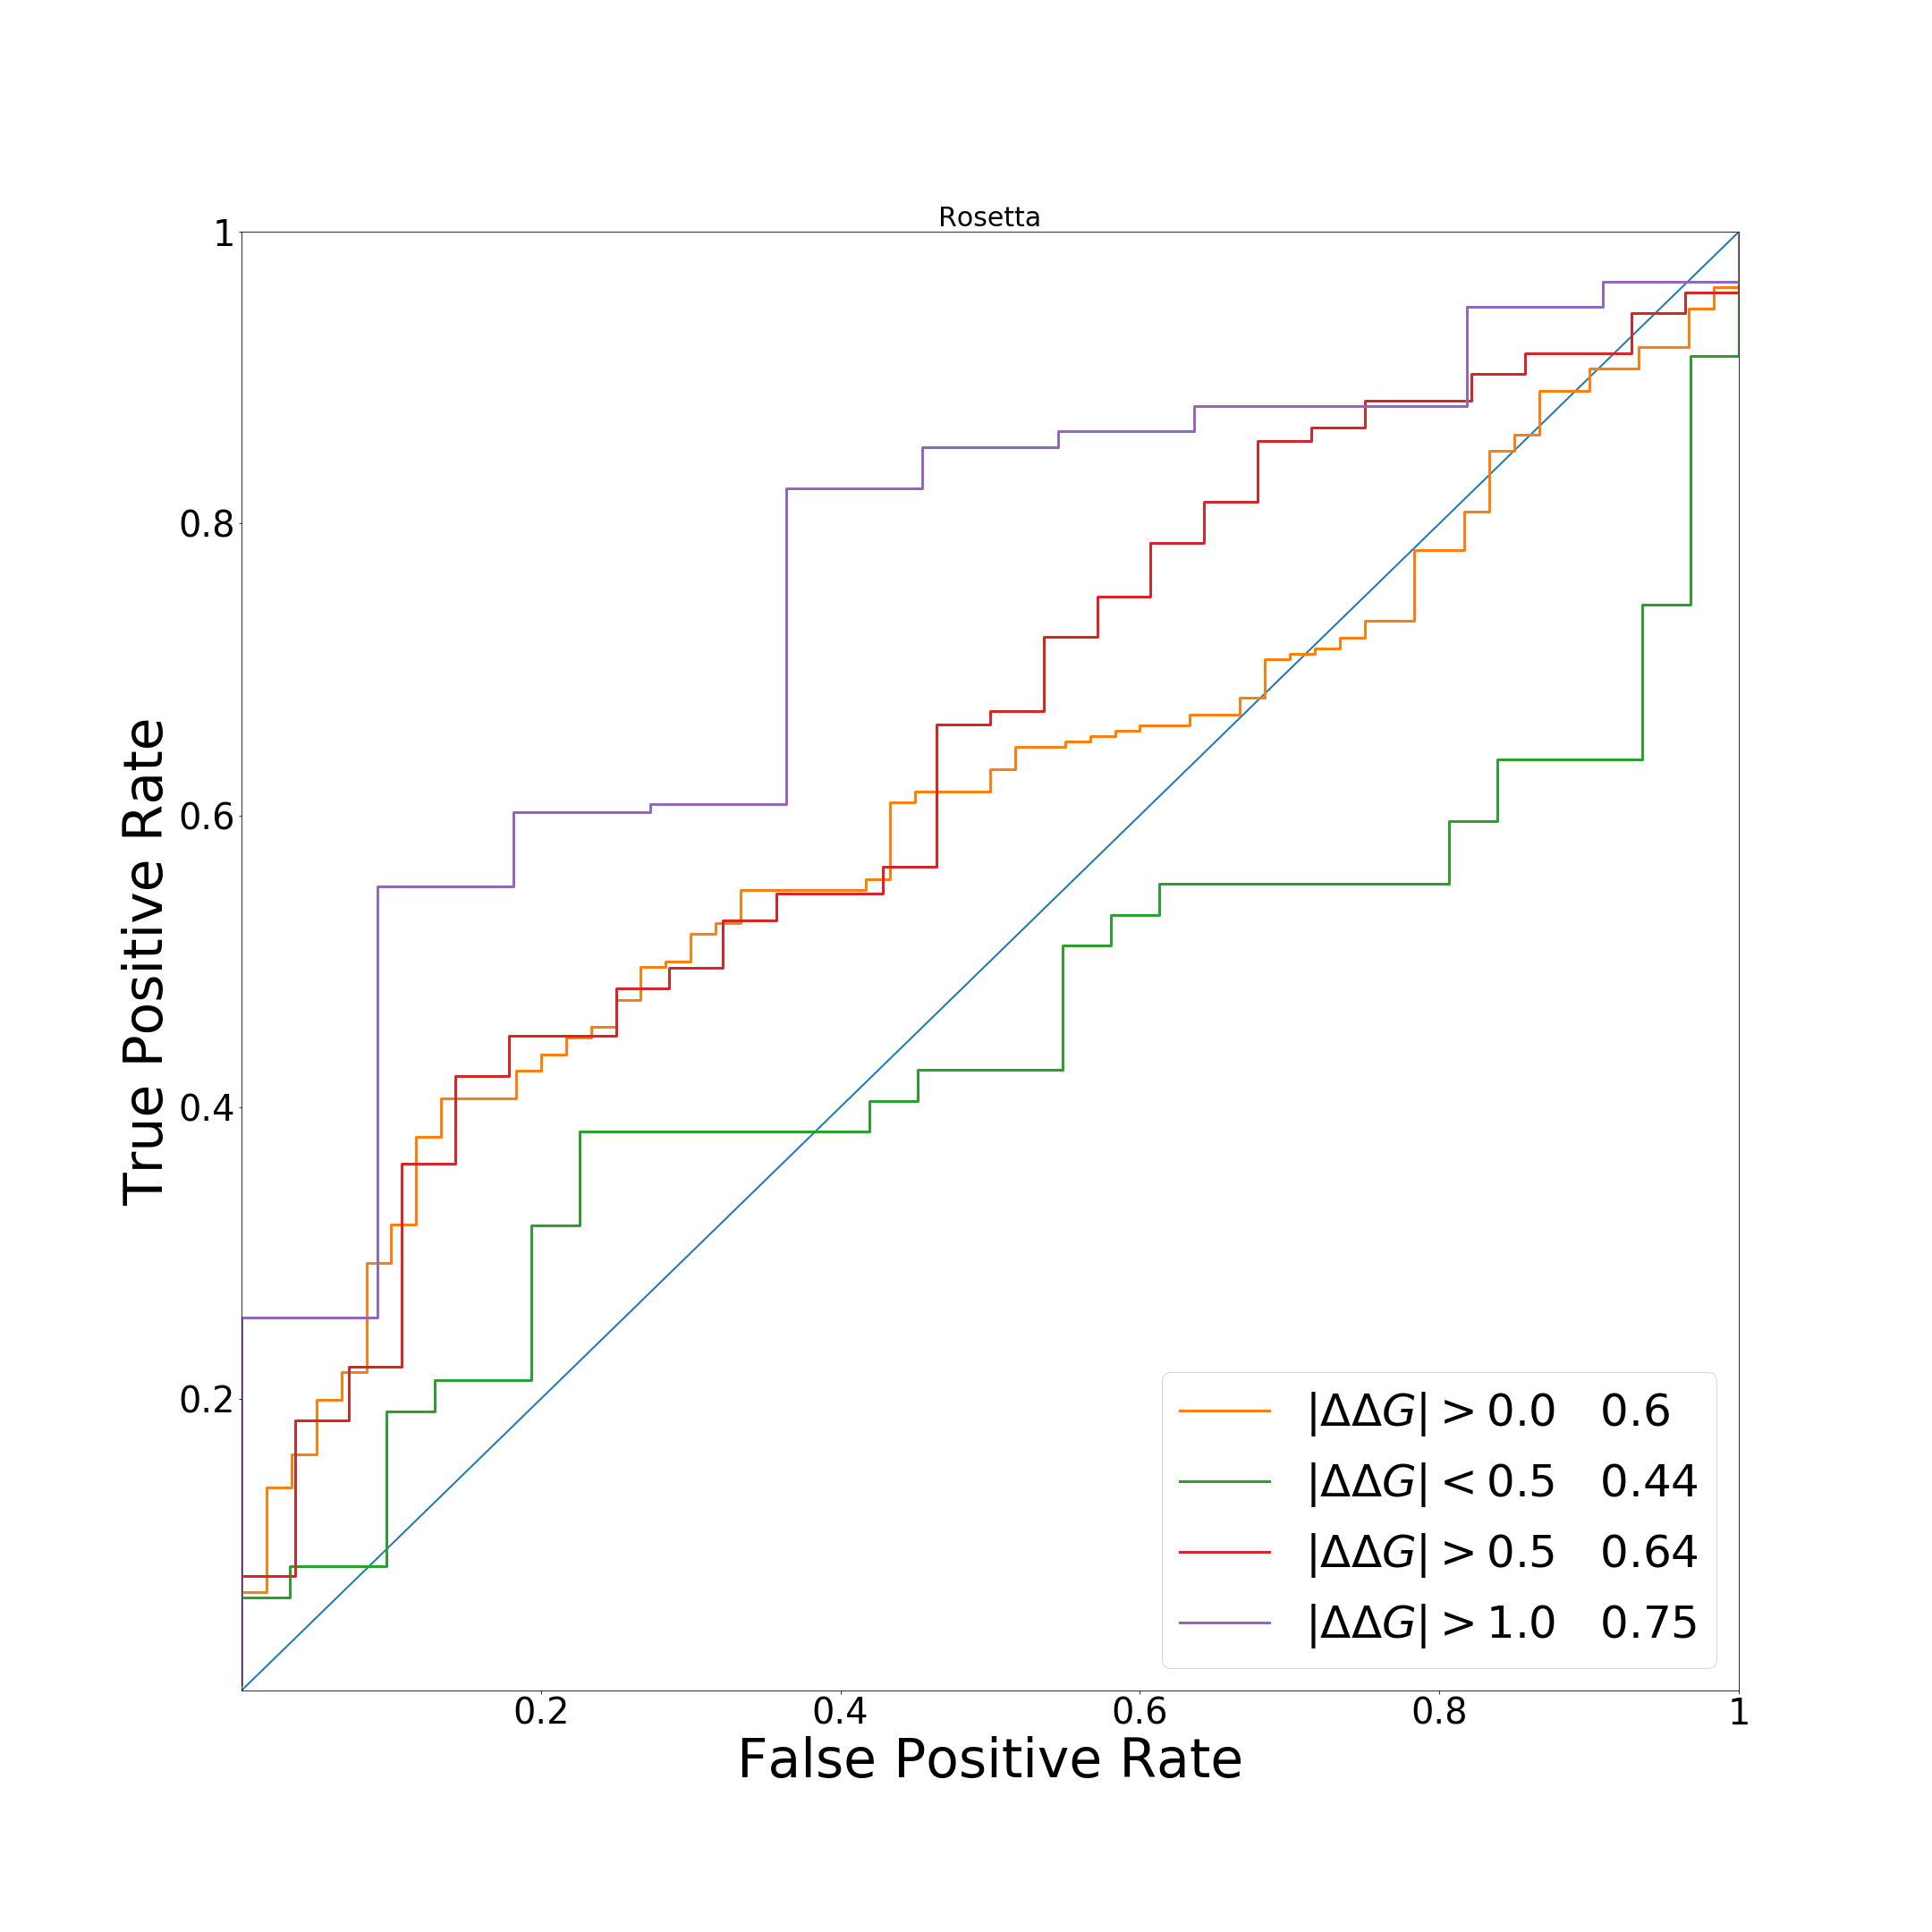 Rosetta
True Positive Rate
1
0.8
0.6
0.4
0.2
|ΔΔG| > 0.0 0.6
|ΔΔG| < 0.5 0.44
|ΔΔG| > 0.5 0.64
|ΔΔG| > 1.0 0.75
0.2 0.4 0.6 0.8 1
False Positive Rate